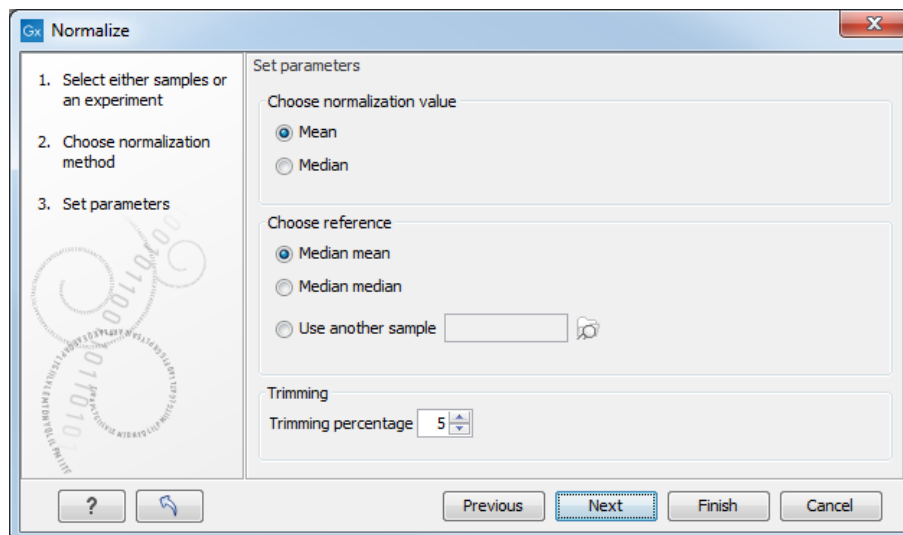 Gx Normalize
X
1. Select either samples or
an experiment
2. Choose normalization
method
3. Set parameters
Set parameters
Choose normalization value
Mean
Median
Choose reference
Median mean
Median median
Use another sample
Trimming
Trimming percentage 5
?
Previous
Next
Finish
Cancel